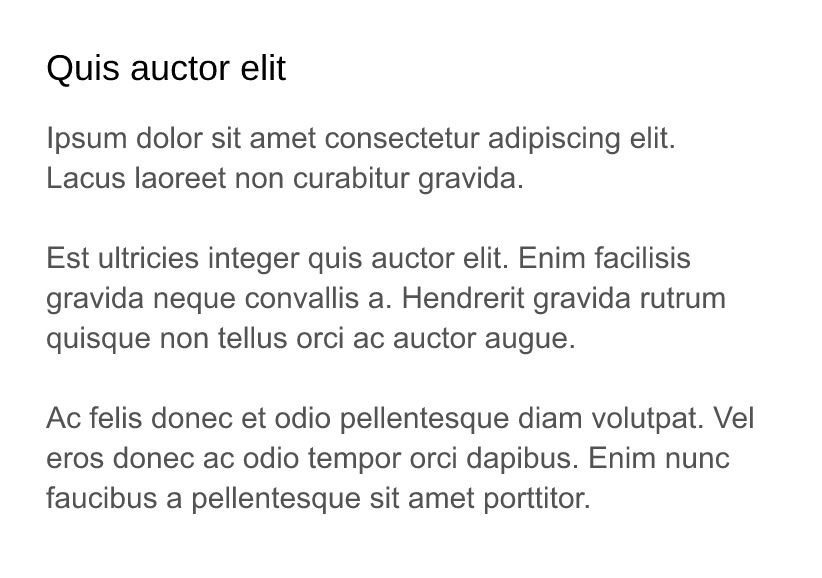 Quis auctor elit
Ipsum dolor sit amet consectetur adipiscing elit.
Lacus laoreet non curabitur gravida.
Est ultricies integer quis auctor elit. Enim facilisis
gravida neque convallis a. Hendrerit gravida rutrum
quisque non tellus orci ac auctor augue.
Ac felis donec et odio pellentesque diam volutpat. Vel
eros donec ac odio tempor orci dapibus. Enim nunc
faucibus a pellentesque sit amet porttitor.